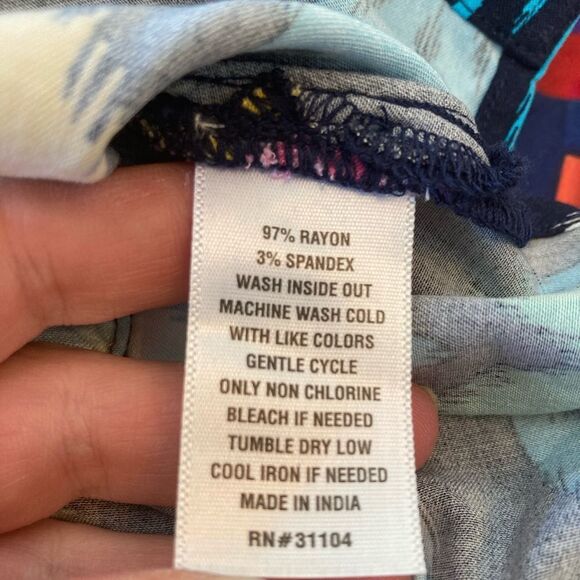 97% RAYON
3% SPANDEX
WASH INSIDE OUT
MACHINE WASH COLD
WITH LIKE COLORS
GENTLE CYCLE
ONLY NON CHLORINE
BLEACH IF NEEDED
TUMBLE DRY LOW
COOL IRON IF NEEDED
MADE IN INDIA
RN#31104